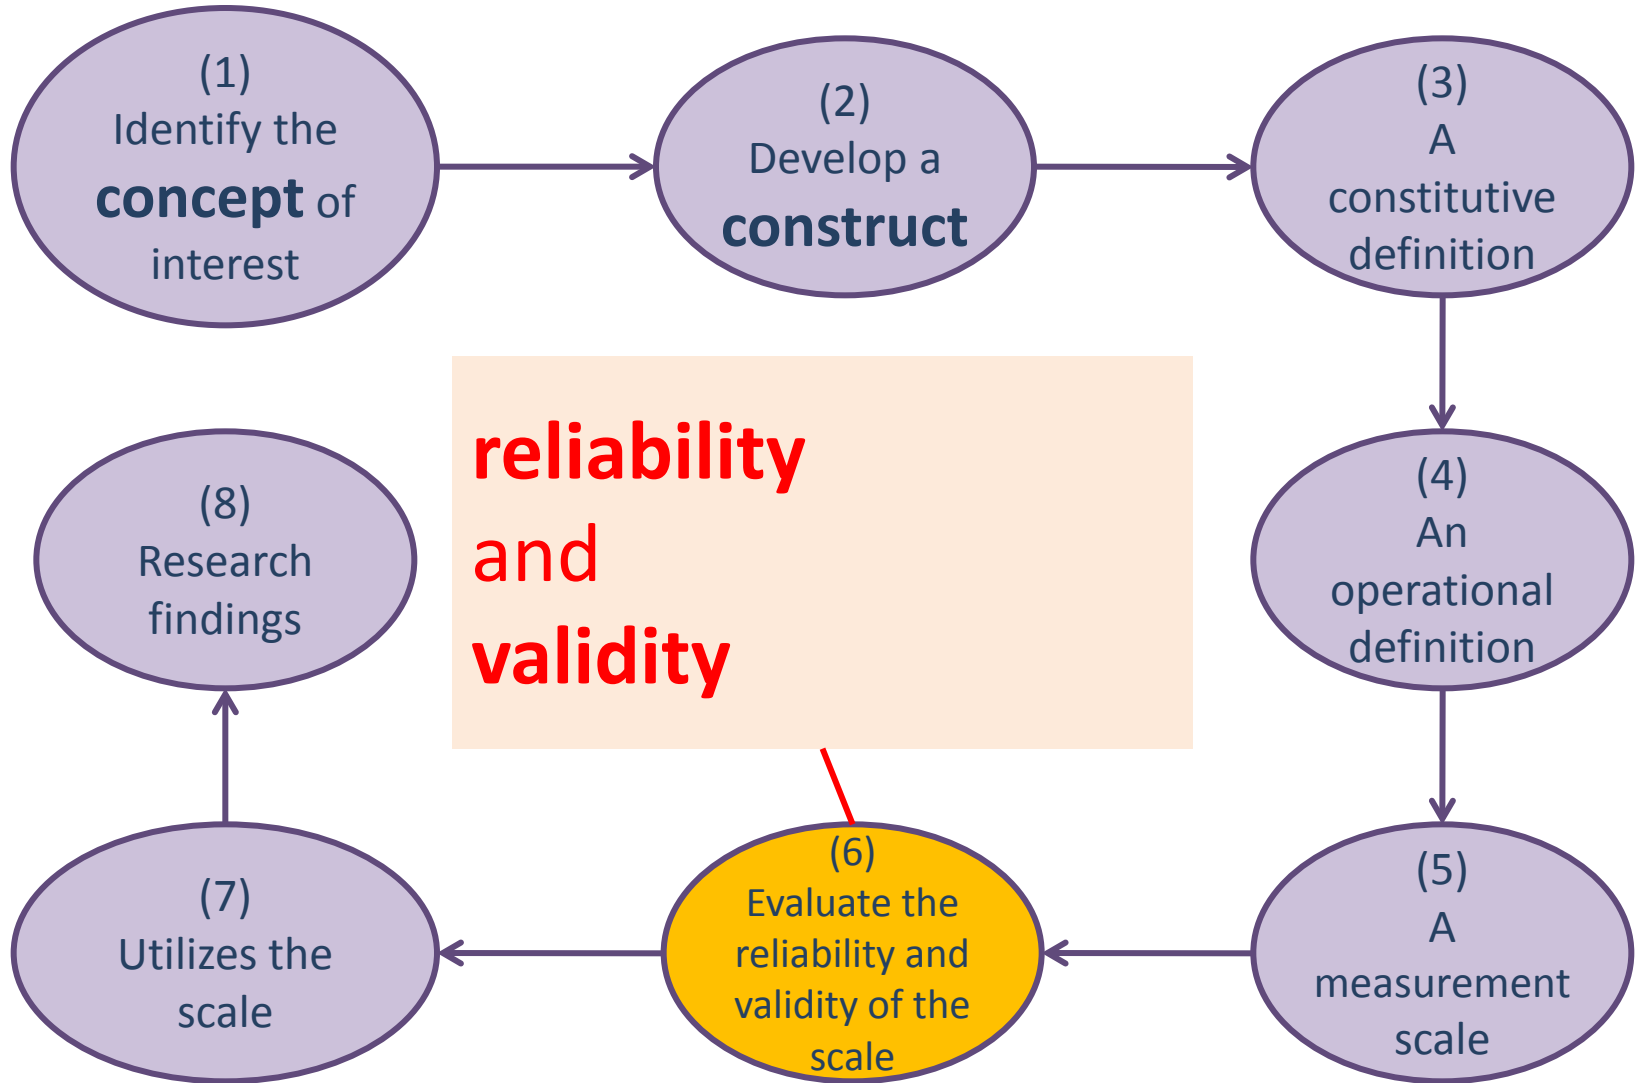 (1)
Identify the
concept of
interest
(2)
Develop a
construct
(3)
A
constitutive
definition
reliability
and
validity
(4)
An
operational
definition
(8)
Research
findings
(5)
A
measurement
scale
(6)
Evaluate the
reliability and
validity of the
scale
(7)
Utilizes the
scale